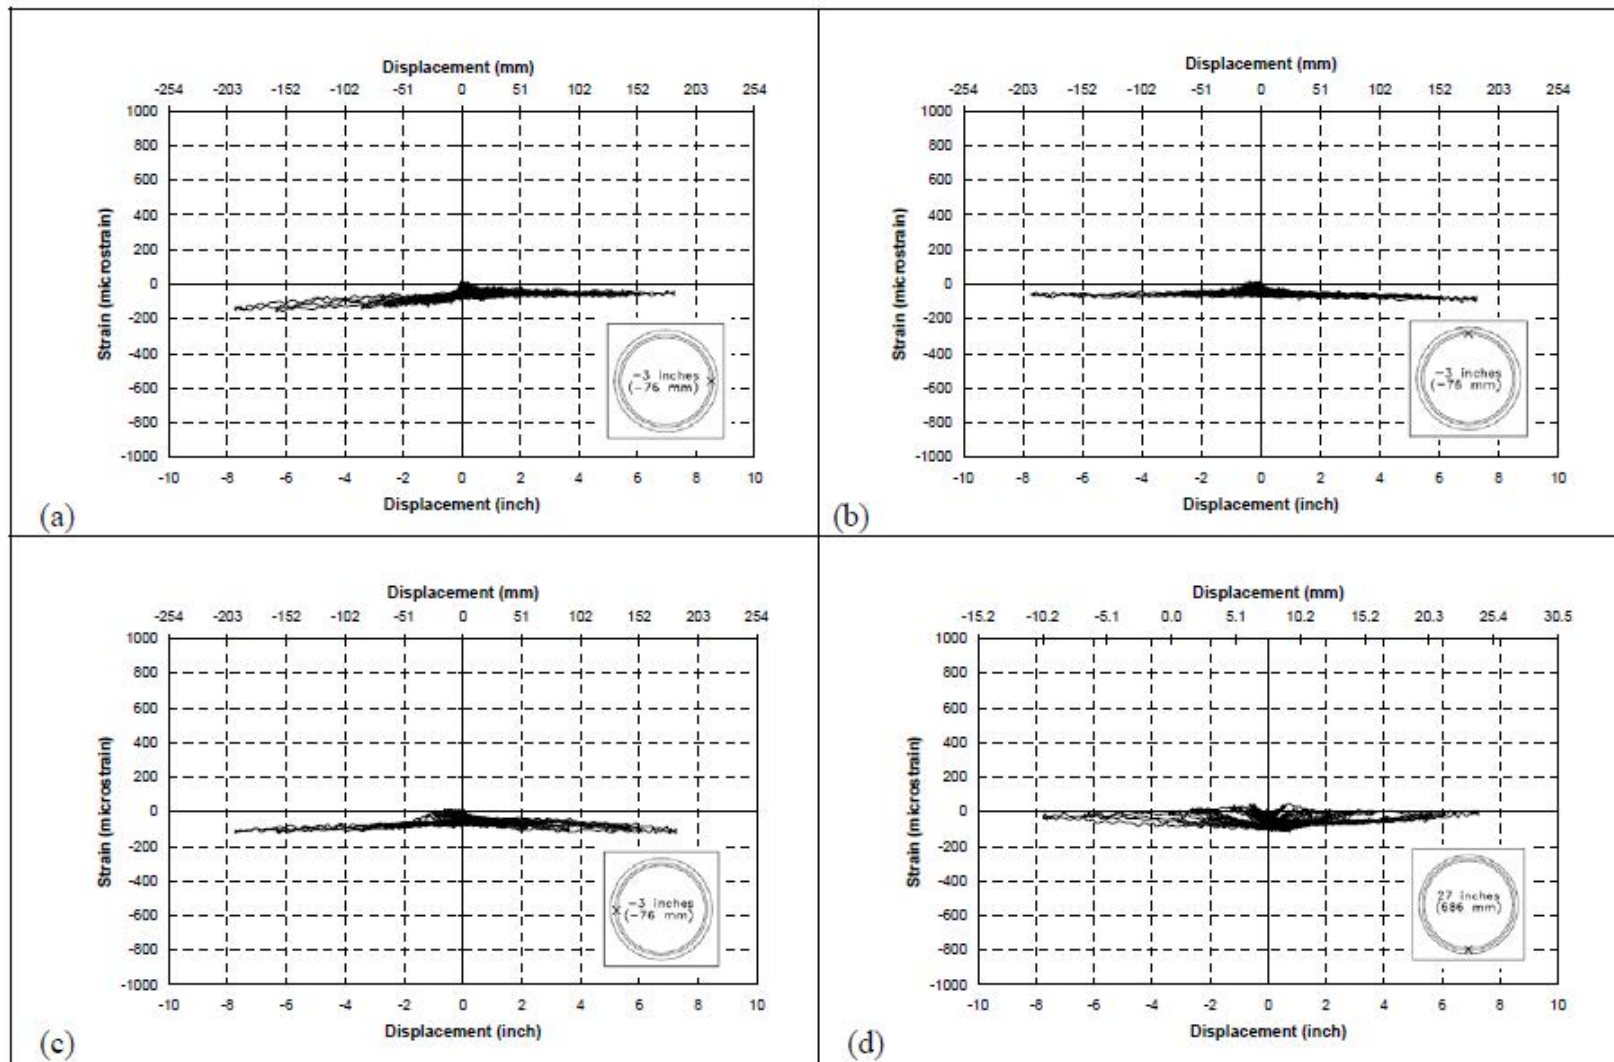 Displacement (mm)
-254 -203 -152 -102 -51 0 51 102 152 203 254
1000
800
600
400
200
0
-200
-400
-600
-800
-1000
Strain (microstrain)
-3 inches
(-76 mm)
-10 -8 -6 -4 -2 0 2 4 6 8 10
Displacement (inch)
(a)
Displacement (mm)
-254 -203 -152 -102 -51 0 51 102 152 203 254
1000
800
600
400
200
0
-200
-400
-600
-800
-1000
Strain (microstrain)
-3 inches
(-76 mm)
-10 -8 -6 -4 -2 0 2 4 6 8 10
Displacement (inch)
(b)
Displacement (mm)
-254 -203 -152 -102 -51 0 51 102 152 203 254
1000
800
600
400
200
0
-200
-400
-600
-800
-1000
Strain (microstrain)
-3 inches
(-76 mm)
-10 -8 -6 -4 -2 0 2 4 6 8 10
Displacement (inch)
(c)
Displacement (mm)
-15.2 -10.2 -5.1 0.0 5.1 10.2 15.2 20.3 25.4 30.5
1000
800
600
400
200
0
-200
-400
-600
-800
-1000
Strain (microstrain)
27 inches
(686 mm)
-10 -8 -6 -4 -2 0 2 4 6 8 10
Displacement (inch)
(d)